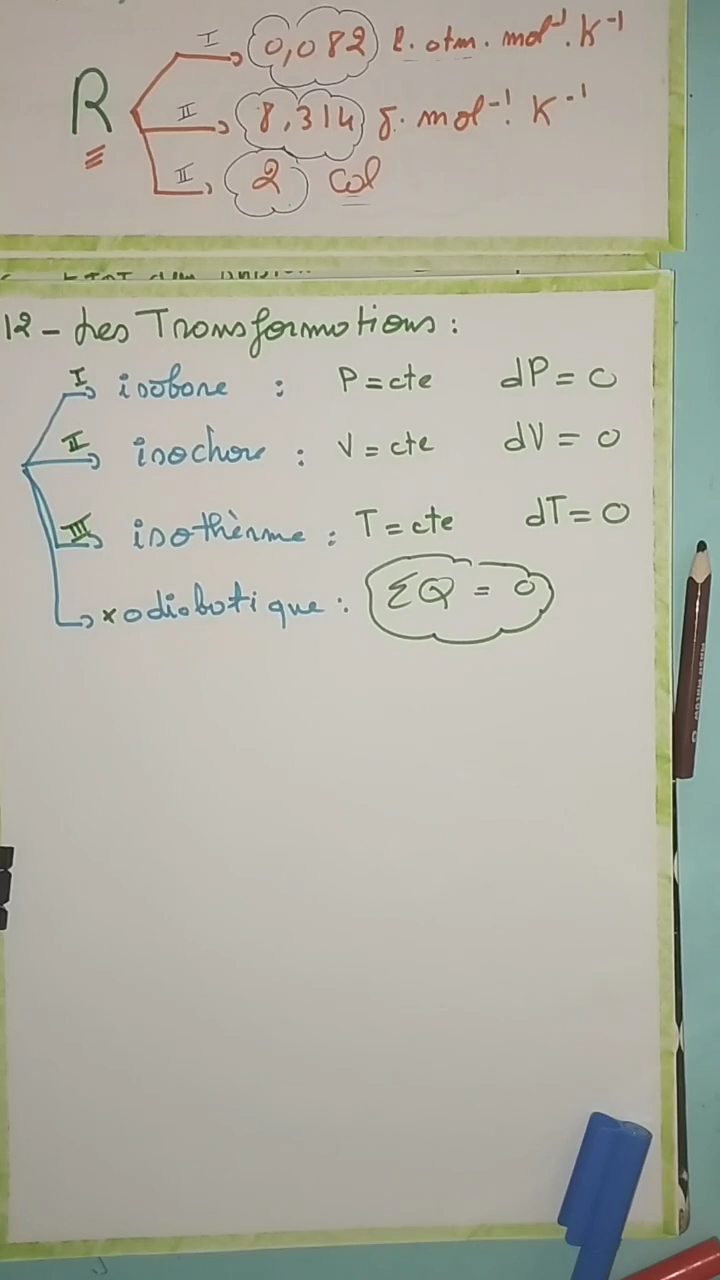 R
I 0,082 l. atm. mol⁻¹. K⁻¹
II 8,314 J. mol⁻¹. K⁻¹
II 2 Cal
12 - Les Transformations :
I isobare : P = cte dP = 0
II isochore : V = cte dV = 0
III isothèrme : T = cte dT = 0
× adiabatique : ΣQ = 0